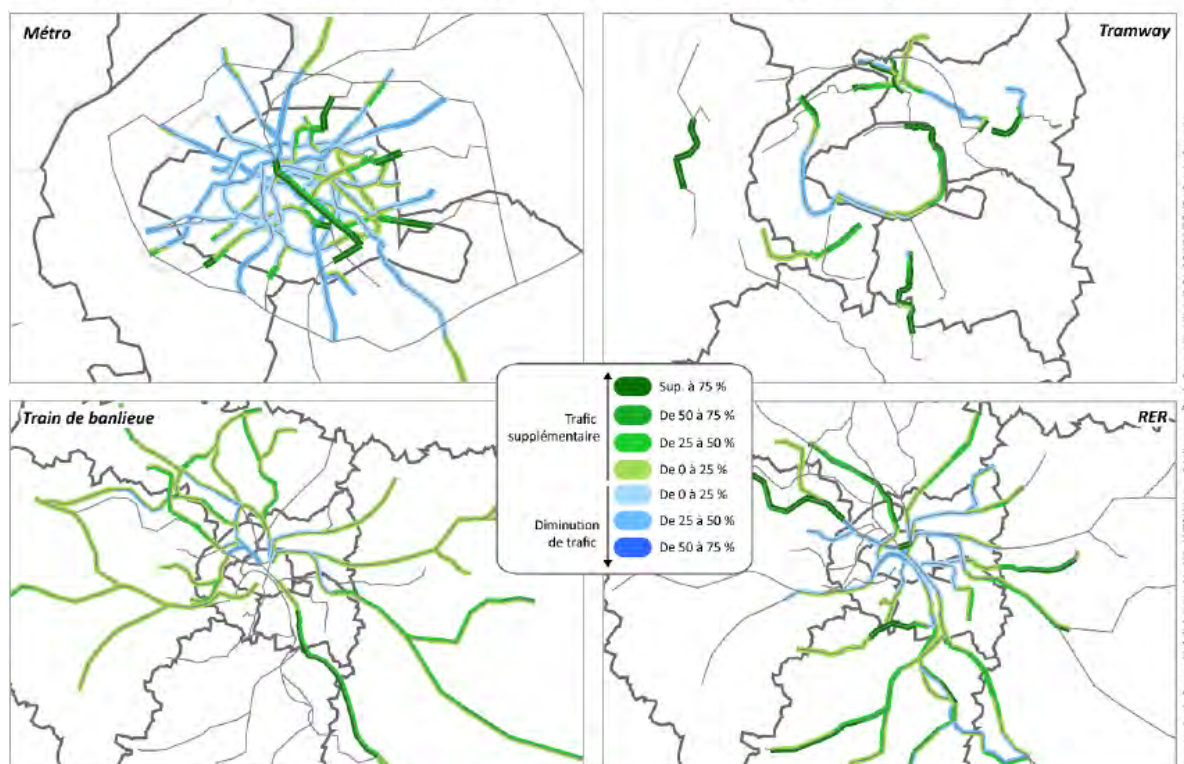 Métro
Tramway
Sup. à 75 %
Trafic
supplémentaire
De 50 à 75 %
De 25 à 50 %
De 0 à 25 %
De 0 à 25 %
Diminution
de trafic
De 25 à 50 %
De 50 à 75 %
Train de banlieue
RER